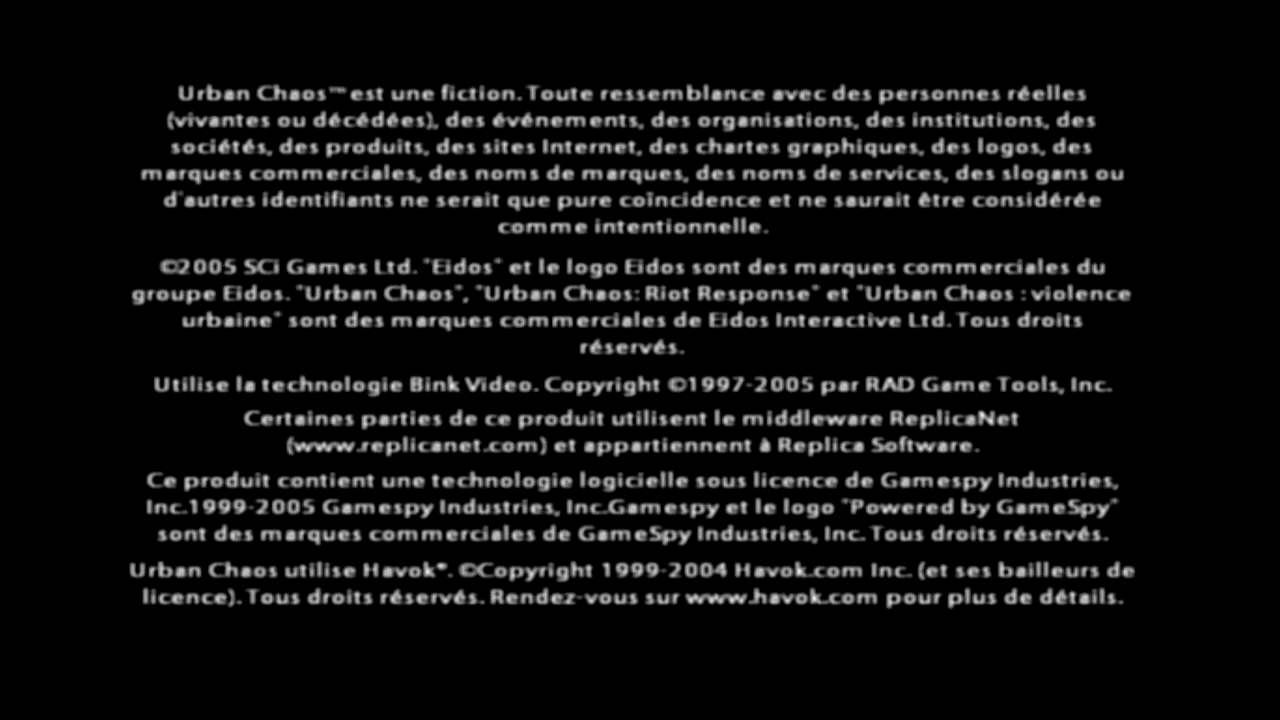 Urban Chaos™ est une fiction. Toute ressemblance avec des personnes réelles
(vivantes ou décédées), des événements, des organisations, des institutions, des
sociétés, des produits, des sites Internet, des chartes graphiques, des logos, des
marques commerciales, des noms de marques, des noms de services, des slogans ou
d'autres identifiants ne serait que pure coïncidence et ne saurait être considérée
comme intentionnelle.
©2005 SCi Games Ltd. "Eidos" et le logo Eidos sont des marques commerciales du
groupe Eidos. "Urban Chaos", "Urban Chaos: Riot Response" et "Urban Chaos : violence
urbaine" sont des marques commerciales de Eidos Interactive Ltd. Tous droits
réservés.
Utilise la technologie Bink Video. Copyright ©1997-2005 par RAD Game Tools, Inc.
Certaines parties de ce produit utilisent le middleware ReplicaNet
(www.replicanet.com) et appartiennent à Replica Software.
Ce produit contient une technologie logicielle sous licence de Gamespy Industries,
Inc.1999-2005 Gamespy Industries, Inc.Gamespy et le logo "Powered by GameSpy"
sont des marques commerciales de GameSpy Industries, Inc. Tous droits réservés.
Urban Chaos utilise Havok®. ©Copyright 1999-2004 Havok.com Inc. (et ses bailleurs de
licence). Tous droits réservés. Rendez-vous sur www.havok.com pour plus de détails.